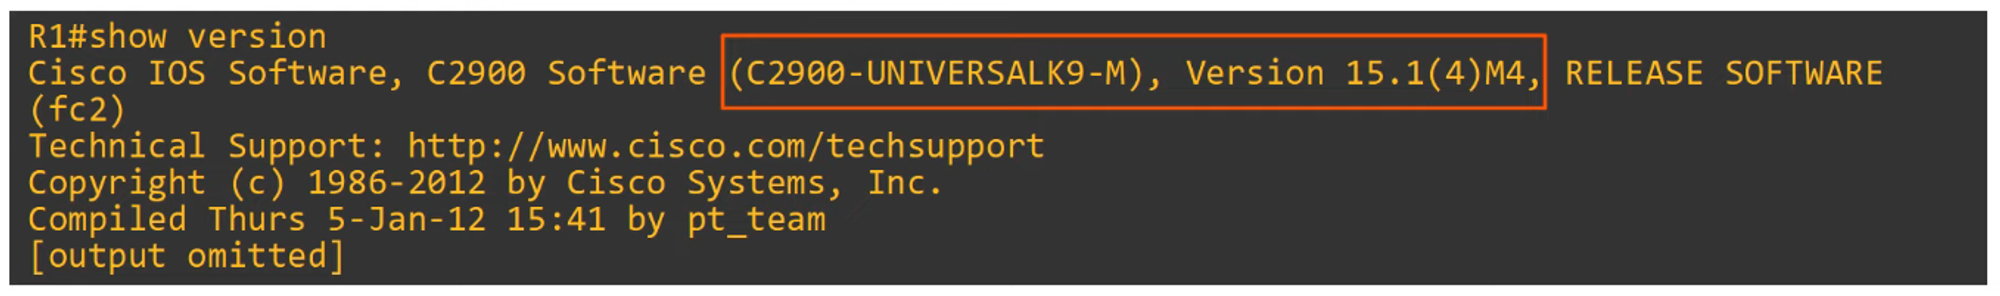 R1#show version
Cisco IOS Software, C2900 Software (C2900-UNIVERSALK9-M), Version 15.1(4)M4, RELEASE SOFTWARE
(fc2)
Technical Support: http://www.cisco.com/techsupport
Copyright (c) 1986-2012 by Cisco Systems, Inc.
Compiled Thurs 5-Jan-12 15:41 by pt_team
[output omitted]